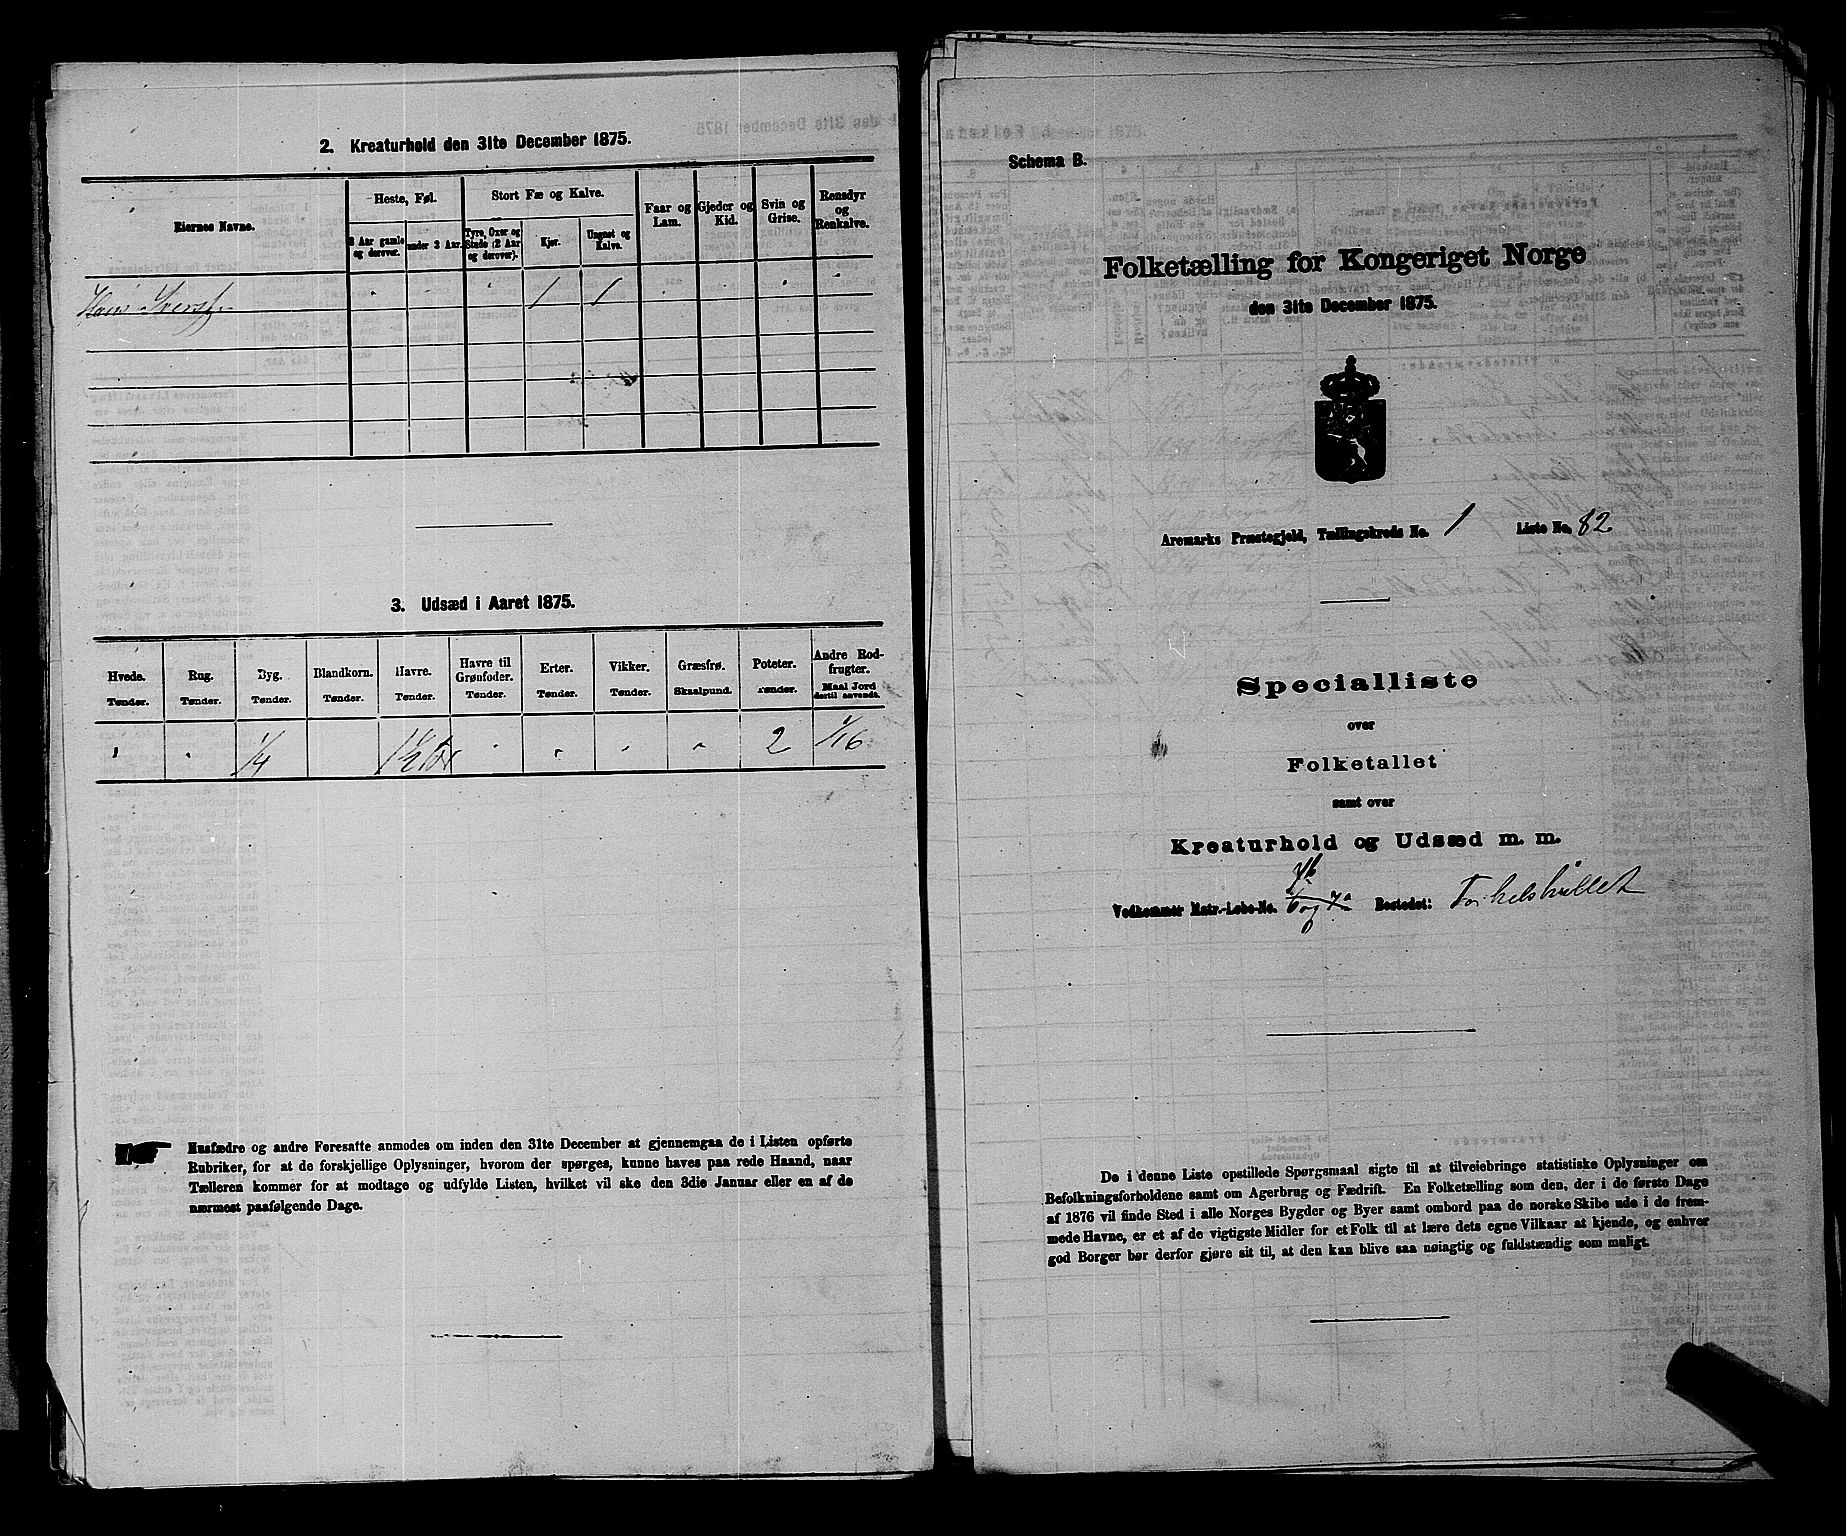 2. Kreaturhold den 31te December 1875.
Eiernes Navne.
Heste, Føl.
3 Aar gamle og derover.
under 3 Aar.
Stort Fæ og Kalve.
Tyre, Oxer og Stude (2 Aar og derover).
Kjør.
Ungnet og Kalve.
Faar og Lam.
Gjeder og Kid.
Svin og Grise.
Rensdyr og Renkalve.
Hans 1 1
3. Udsæd i Aaret 1875.
Hvede. Rug. Byg. Blandkorn. Havre. Havre til Grønfoder. Erter. Vikker. Græsfrø. Poteter. Andre Rodfrugter.
Tønder. Tønder. Tønder. Tønder. Tønder. Tønder. Tønder. Tønder. Skaalpund. Tønder. Maal Jord dertil anvendt.
1/4 1 1/2 2 1/16
Husfædre og andre Foresatte anmodes om inden den 31te December at gjennemgaa de i Listen opførte
Rubriker, for at de forskjellige Oplysninger, hvorom der spørges, kunne haves paa rede Haand, naar
Tælleren kommer for at modtage og udfylde Listen, hvilket vil ske den 3die Januar eller en af de
nærmest paafølgende Dage.
Schema B.
Folketælling for Kongeriget Norge
den 31te December 1875.
Aremarks Præstegjeld, Tællingskreds No. 1 Liste No. 82
Specialliste
over
Folketallet
samt over
Kreaturhold og Udsæd m. m.
7b
Vedkommer Matr.-Løbe-No. 6 og 7a Bostedet: Torkelshullet
De i denne Liste opstillede Spørgsmaal sigte til at tilveiebringe statistiske Oplysninger om
Befolkningsforholdene samt om Agerbrug og Fædrift. En Folketælling som den, der i de første Dage
af 1876 vil finde Sted i alle Norges Bygder og Byer samt ombord paa de norske Skibe ude i de frem-
mede Havne, er et af de vigtigste Midler for et Folk til at lære dets egne Vilkaar at kjende, og enhver
god Borger bør derfor gjøre sit til, at den kan blive saa nøiagtig og fuldstændig som muligt.